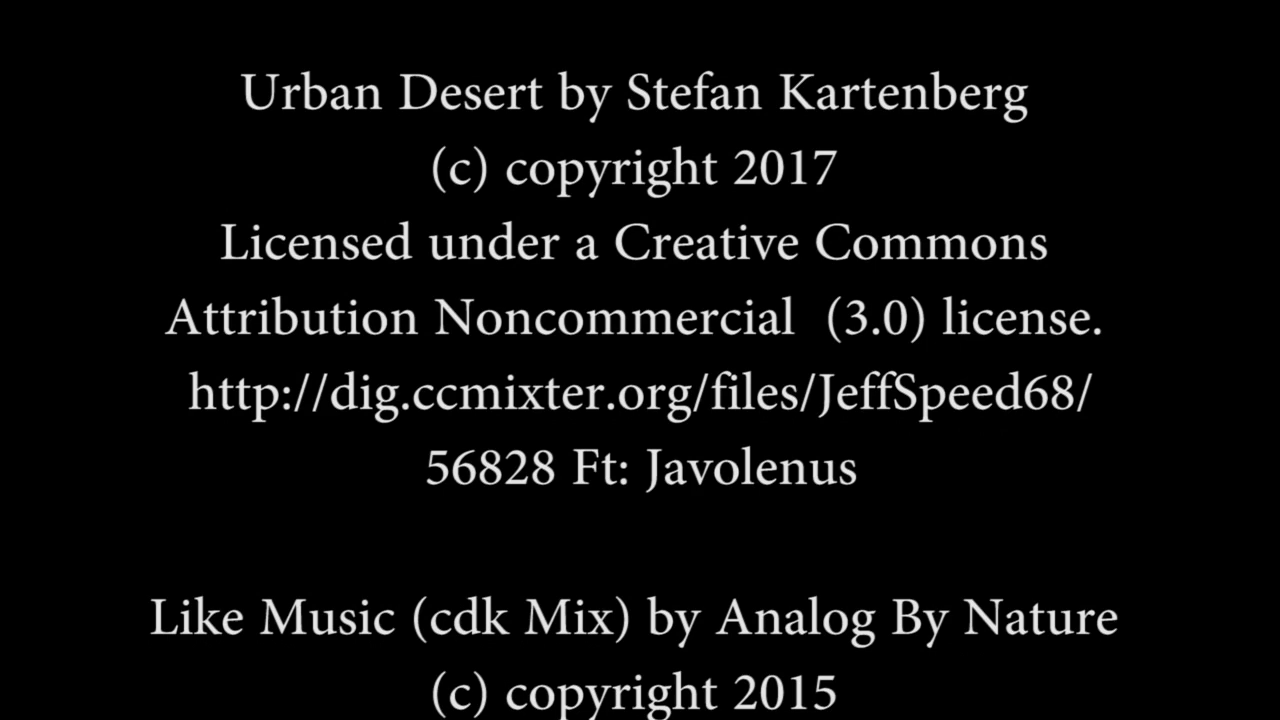 Urban Desert by Stefan Kartenberg
(c) copyright 2017
Licensed under a Creative Commons
Attribution Noncommercial  (3.0) license.
http://dig.ccmixter.org/files/JeffSpeed68/
56828 Ft: Javolenus
Like Music (cdk Mix) by Analog By Nature
(c) copyright 2015